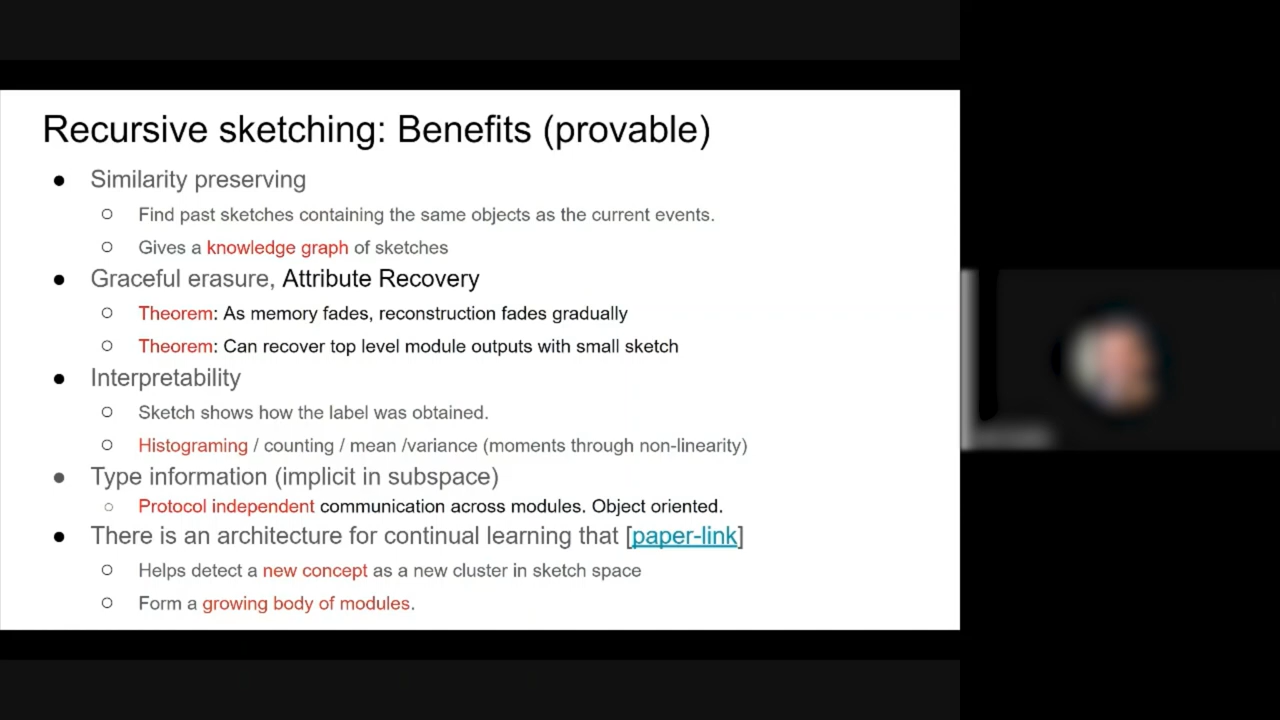 Recursive sketching: Benefits (provable)
● Similarity preserving
○ Find past sketches containing the same objects as the current events.
○ Gives a knowledge graph of sketches
● Graceful erasure, Attribute Recovery
○ Theorem: As memory fades, reconstruction fades gradually
○ Theorem: Can recover top level module outputs with small sketch
● Interpretability
○ Sketch shows how the label was obtained.
○ Histograming / counting / mean /variance (moments through non-linearity)
● Type information (implicit in subspace)
○ Protocol independent communication across modules. Object oriented.
● There is an architecture for continual learning that [paper-link]
○ Helps detect a new concept as a new cluster in sketch space
○ Form a growing body of modules.